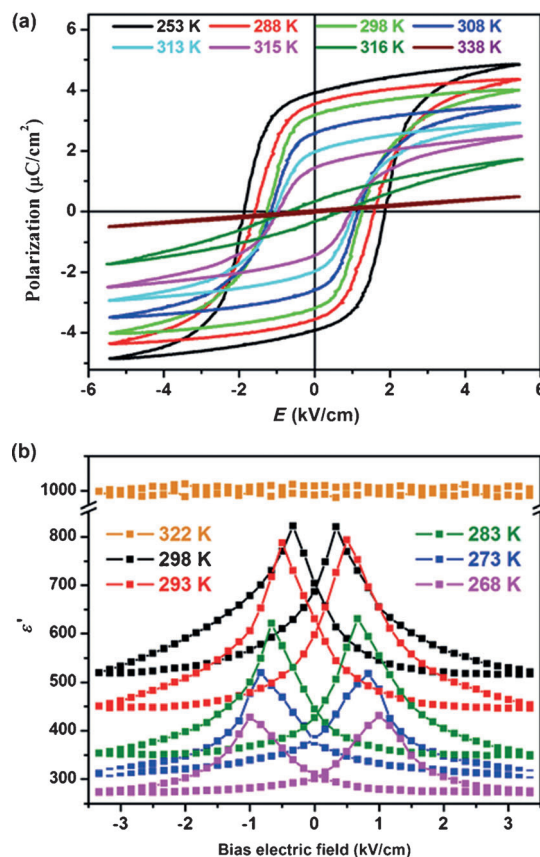 (a)
253 K 288 K 298 K 308 K
313 K 315 K 316 K 338 K
Polarization (μC/cm²)
6
4
2
0
-2
-4
-6 -4 -2 0 2 4 6
E (kV/cm)
(b)
1000
800
700
600
500
400
300
ε'
322 K
298 K
293 K
283 K
273 K
268 K
-3 -2 -1 0 1 2 3
Bias electric field (kV/cm)